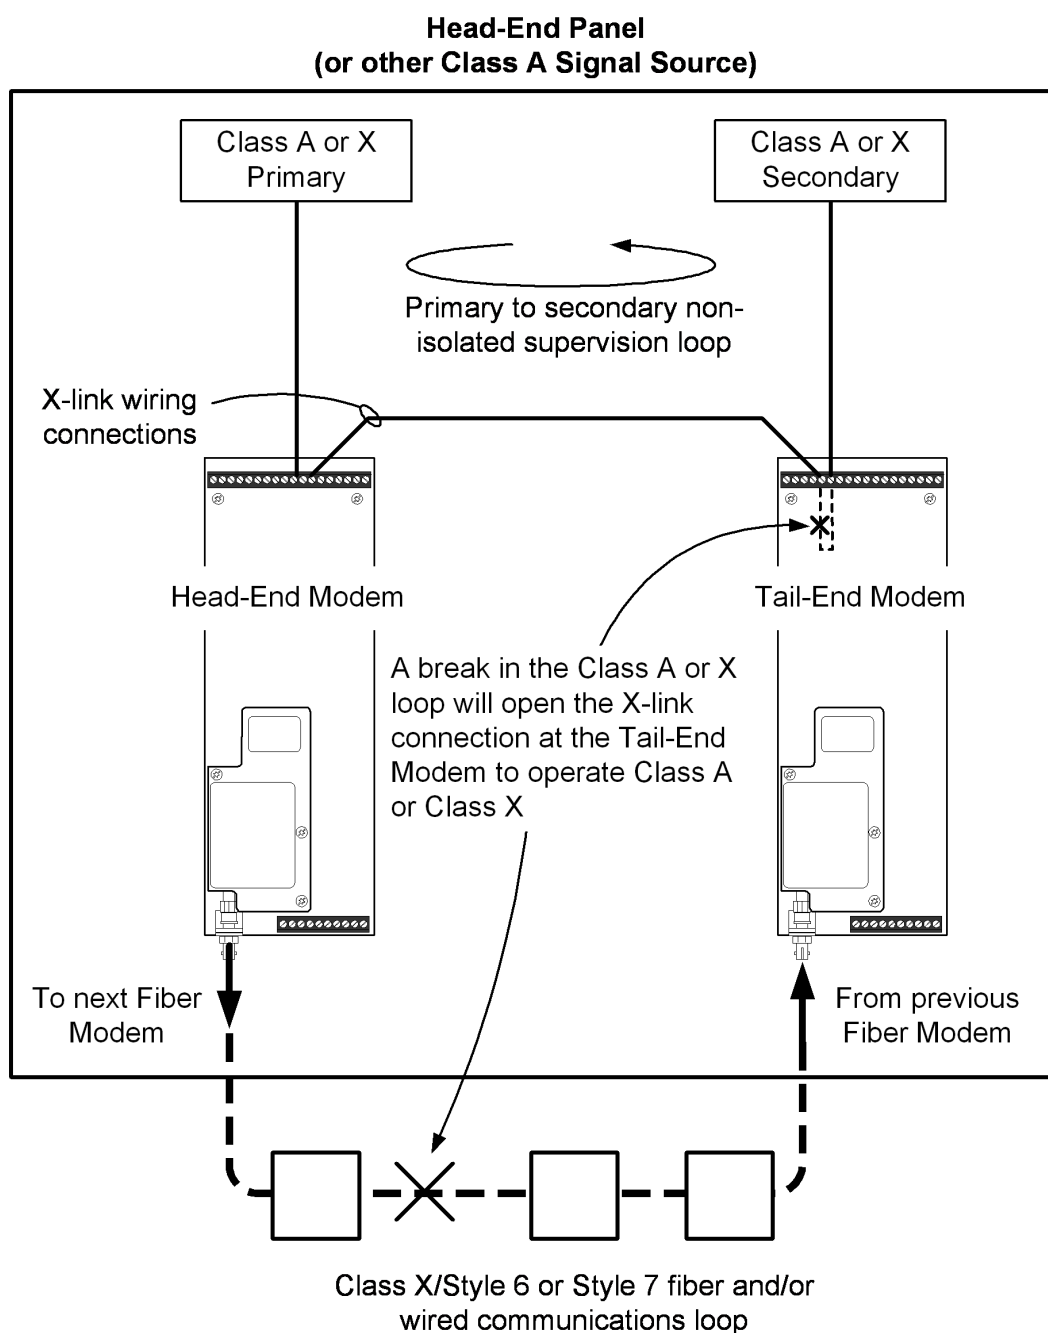 Head-End Panel
(or other Class A Signal Source)
Class A or X
Primary
Class A or X
Secondary
Primary to secondary non-
isolated supervision loop
X-link wiring
connections
Head-End Modem
Tail-End Modem
A break in the Class A or X
loop will open the X-link
connection at the Tail-End
Modem to operate Class A
or Class X
To next Fiber
Modem
From previous
Fiber Modem
Class X/Style 6 or Style 7 fiber and/or
wired communications loop